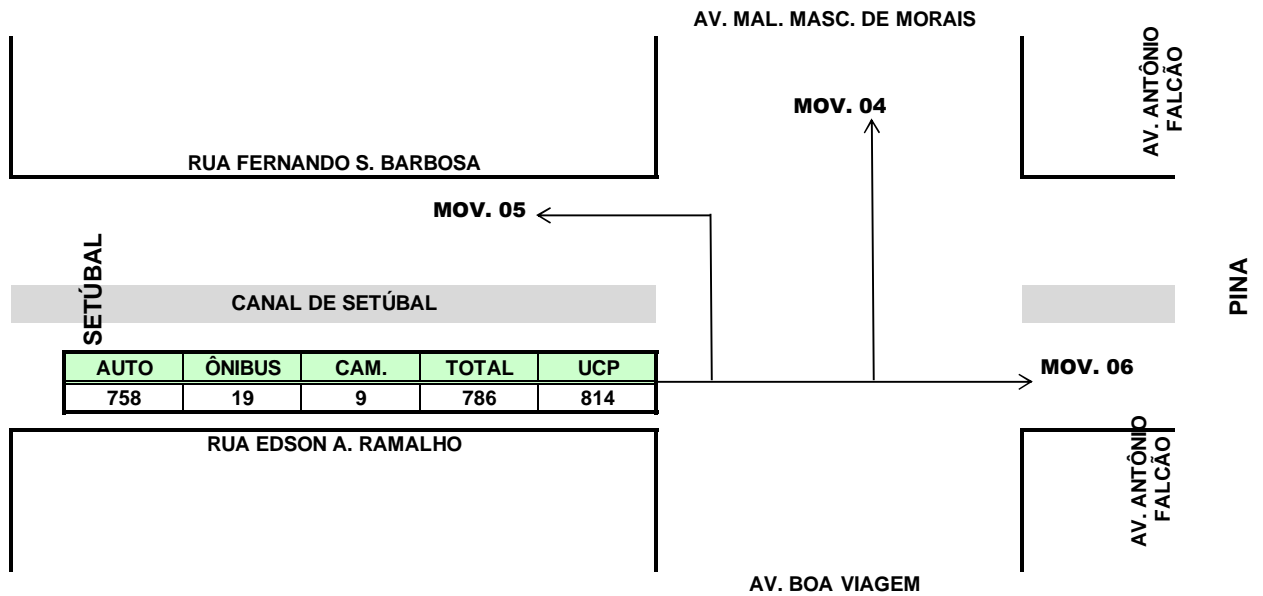 AV. MAL. MASC. DE MORAIS
AV. ANTÔNIO
FALCÃO
MOV. 04
RUA FERNANDO S. BARBOSA
MOV. 05
SETÚBAL
PINA
CANAL DE SETÚBAL
AUTO ÔNIBUS CAM. TOTAL UCP
758 19 9 786 814
MOV. 06
RUA EDSON A. RAMALHO
AV. ANTÔNIO
FALCÃO
AV. BOA VIAGEM